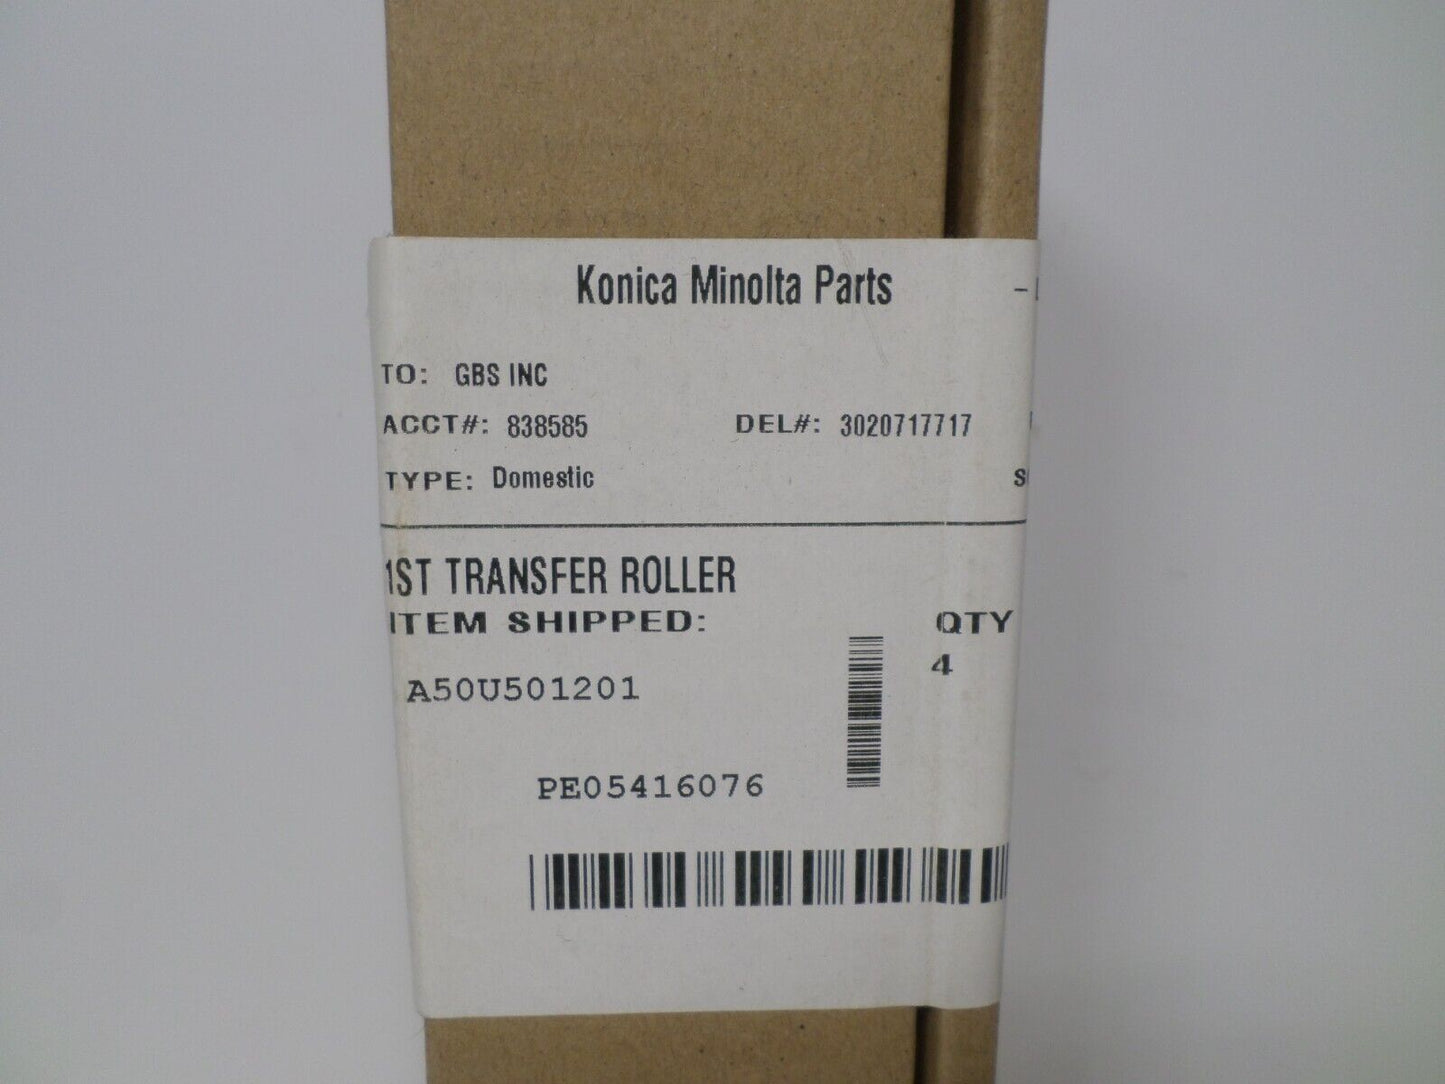 Konica Minolta Parts
TO: GBS INC
ACCT#: 838585 DEL#: 3020717717
TYPE: Domestic
1ST TRANSFER ROLLER
ITEM SHIPPED: QTY
4
A50U501201
PE05416076